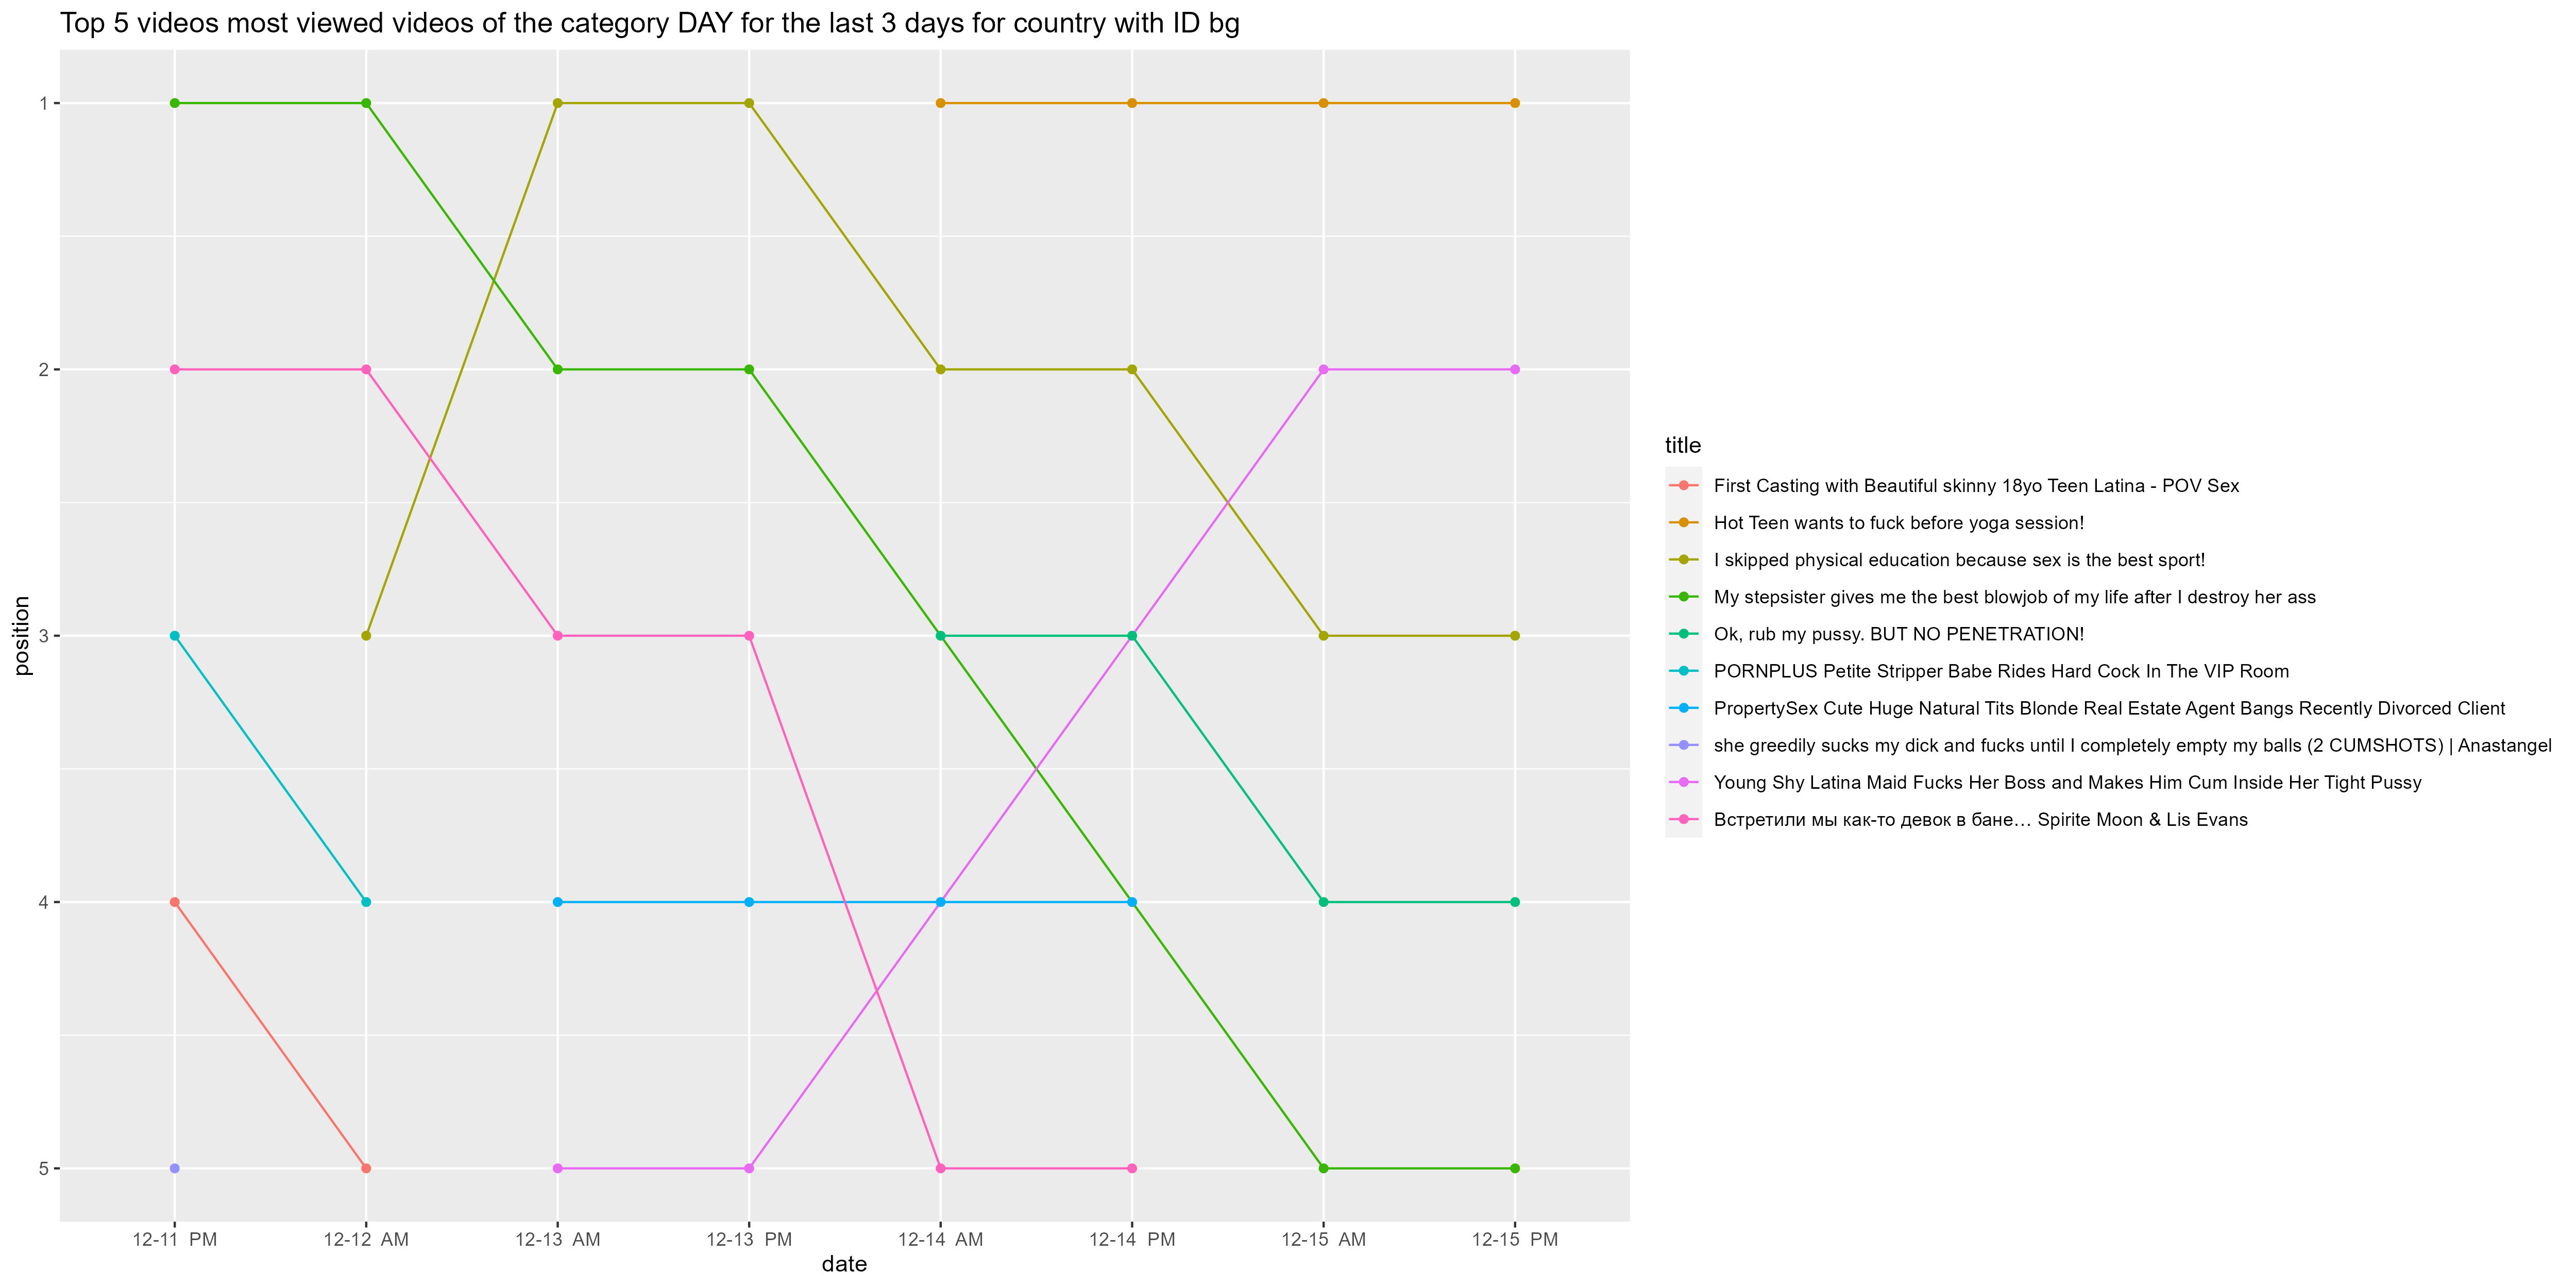 Top 5 videos most viewed videos of the category DAY for the last 3 days for country with ID bg
position
1
2
3
4
5
12-11 PM
12-12 AM
12-13 AM
12-13 PM
12-14 AM
12-14 PM
12-15 AM
12-15 PM
date
title
First Casting with Beautiful skinny 18yo Teen Latina - POV Sex
Hot Teen wants to fuck before yoga session!
I skipped physical education because sex is the best sport!
My stepsister gives me the best blowjob of my life after I destroy her ass
Ok, rub my pussy. BUT NO PENETRATION!
PORNPLUS Petite Stripper Babe Rides Hard Cock In The VIP Room
PropertySex Cute Huge Natural Tits Blonde Real Estate Agent Bangs Recently Divorced Client
she greedily sucks my dick and fucks until I completely empty my balls (2 CUMSHOTS) | Anastangel
Young Shy Latina Maid Fucks Her Boss and Makes Him Cum Inside Her Tight Pussy
Встретили мы как-то девок в бане… Spirite Moon & Lis Evans